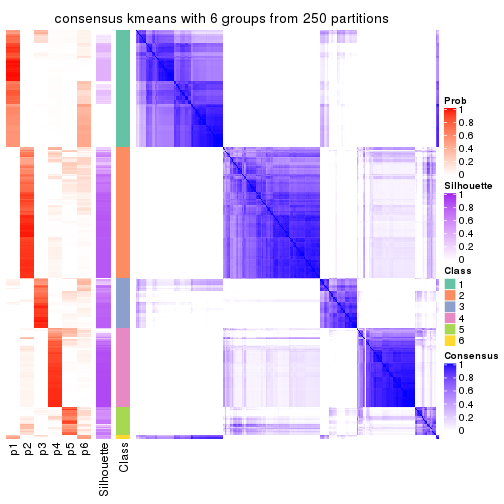 consensus kmeans with 6 groups from 250 partitions
Prob
1
0.8
0.6
0.4
0.2
0
Silhouette
1
0.8
0.6
0.4
0.2
0
Class
1
2
3
4
5
6
Consensus
1
0.8
0.6
0.4
0.2
0
p1
p2
p3
p4
p5
p6
Silhouette
Class